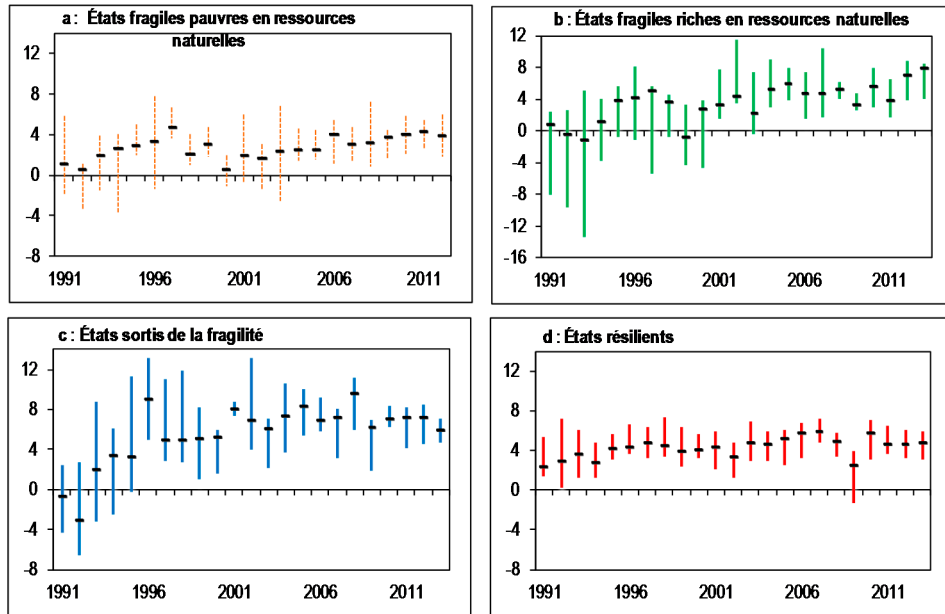 a : États fragiles pauvres en ressources
naturelles
12
8
4
0
-4
-8
1991 1996 2001 2006 2011
b : États fragiles riches en ressources naturelles
12
8
4
0
-4
-8
-12
-16
1991 1996 2001 2006 2011
c : États sortis de la fragilité
12
8
4
0
-4
-8
1991 1996 2001 2006 2011
d : États résilients
12
8
4
0
-4
-8
1991 1996 2001 2006 2011